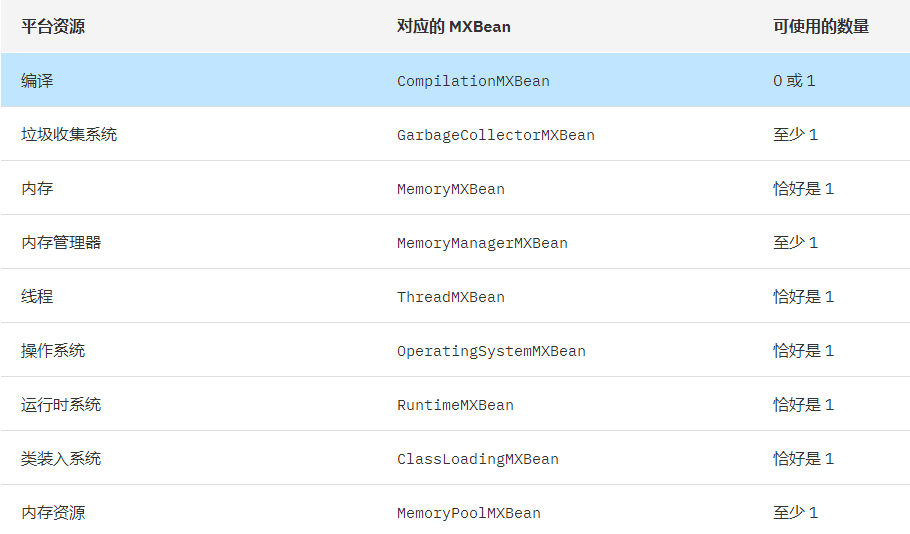 平台资源 对应的 MXBean 可使用的数量
编译 CompilationMXBean 0 或 1
垃圾收集系统 GarbageCollectorMXBean 至少 1
内存 MemoryMXBean 恰好是 1
内存管理器 MemoryManagerMXBean 至少 1
线程 ThreadMXBean 恰好是 1
操作系统 OperatingSystemMXBean 恰好是 1
运行时系统 RuntimeMXBean 恰好是 1
类装入系统 ClassLoadingMXBean 恰好是 1
内存资源 MemoryPoolMXBean 至少 1